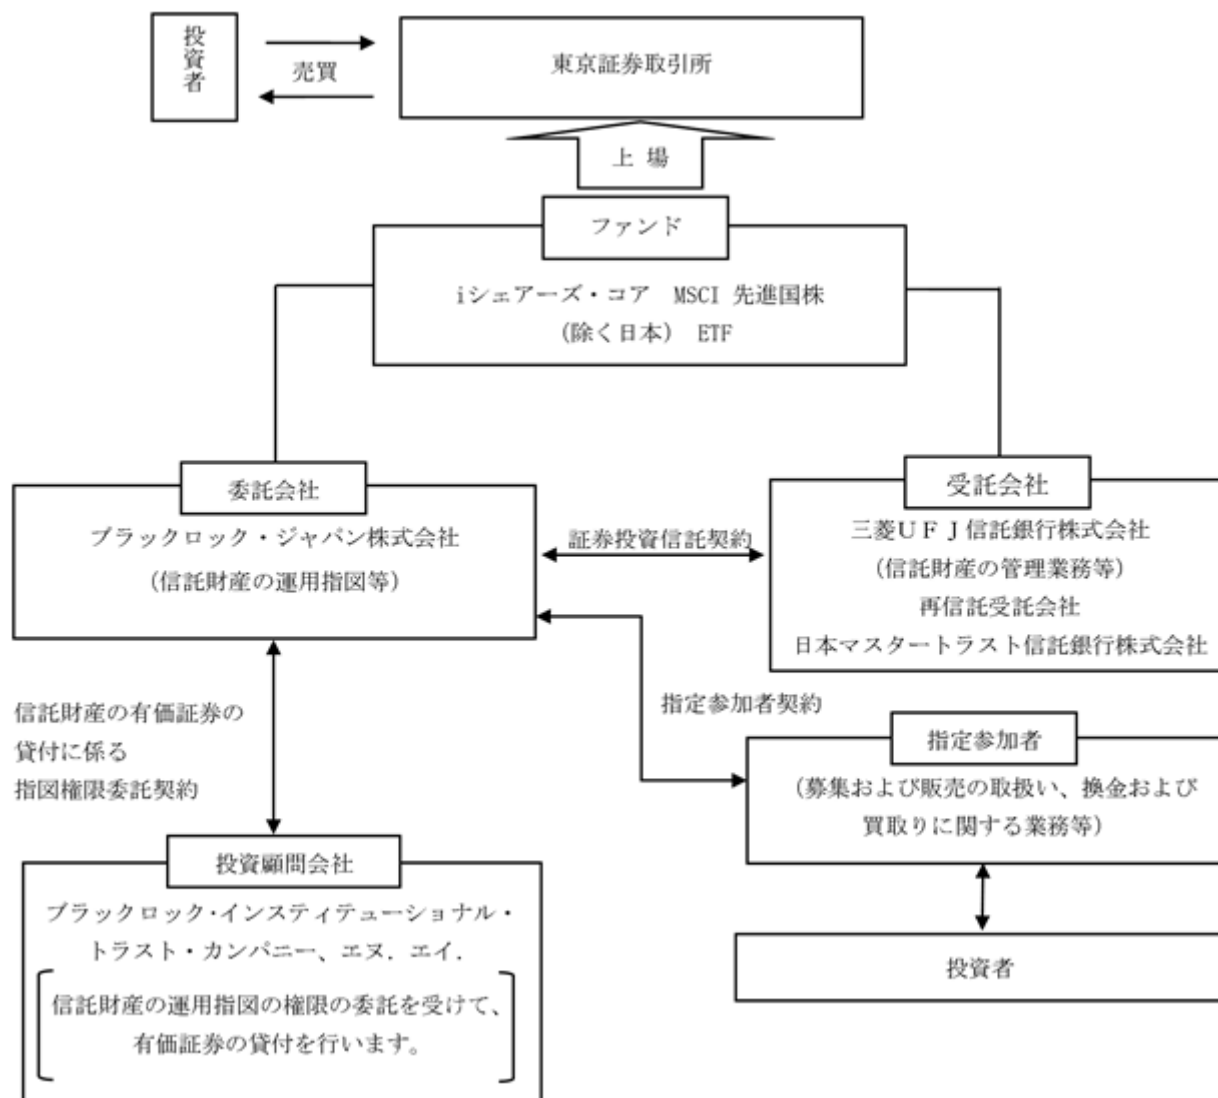 投資者
売買
東京証券取引所
上 場
ファンド
iシェアーズ・コア　MSCI 先進国株
（除く日本） ETF
委託会社
ブラックロック・ジャパン株式会社
（信託財産の運用指図等）
証券投資信託契約
受託会社
三菱ＵＦＪ信託銀行株式会社
（信託財産の管理業務等）
再信託受託会社
日本マスタートラスト信託銀行株式会社
信託財産の有価証券の
貸付に係る
指図権限委託契約
指定参加者契約
指定参加者
（募集および販売の取扱い、換金および
買取りに関する業務等）
投資顧問会社
ブラックロック・インスティテューショナル・
トラスト・カンパニー、エヌ．エイ．
信託財産の運用指図の権限の委託を受けて、
有価証券の貸付を行います。
投資者